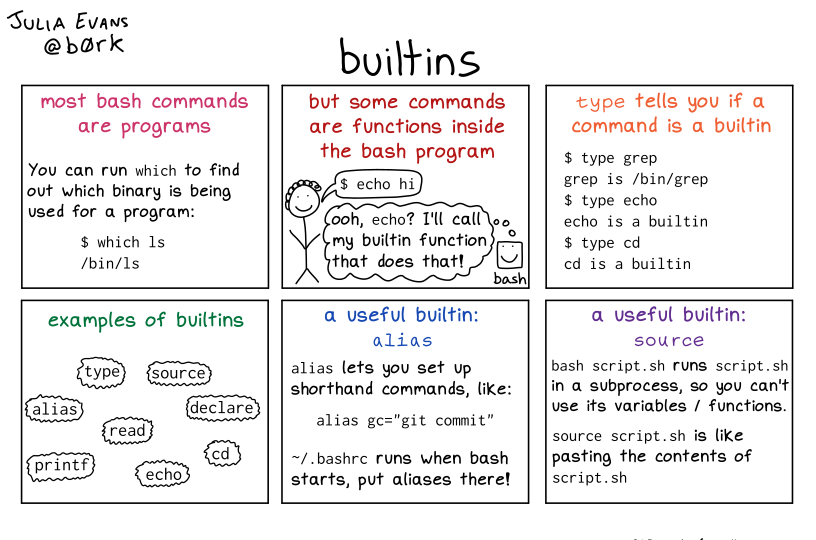 JULIA EVANS
@b0rk
builtins
most bash commands
are programs
You can run which to find
out which binary is being
used for a program:
$ which ls
/bin/ls
but some commands
are functions inside
the bash program
$ echo hi
ooh, echo? I'll call
my builtin function
that does that!
bash
type tells you if a
command is a builtin
$ type grep
grep is /bin/grep
$ type echo
echo is a builtin
$ type cd
cd is a builtin
examples of builtins
type
source
alias
declare
read
cd
printf
echo
a useful builtin:
alias
alias lets you set up
shorthand commands, like:
alias gc="git commit"
~/.bashrc runs when bash
starts, put aliases there!
a useful builtin:
source
bash script.sh runs script.sh
in a subprocess, so you can't
use its variables / functions.
source script.sh is like
pasting the contents of
script.sh